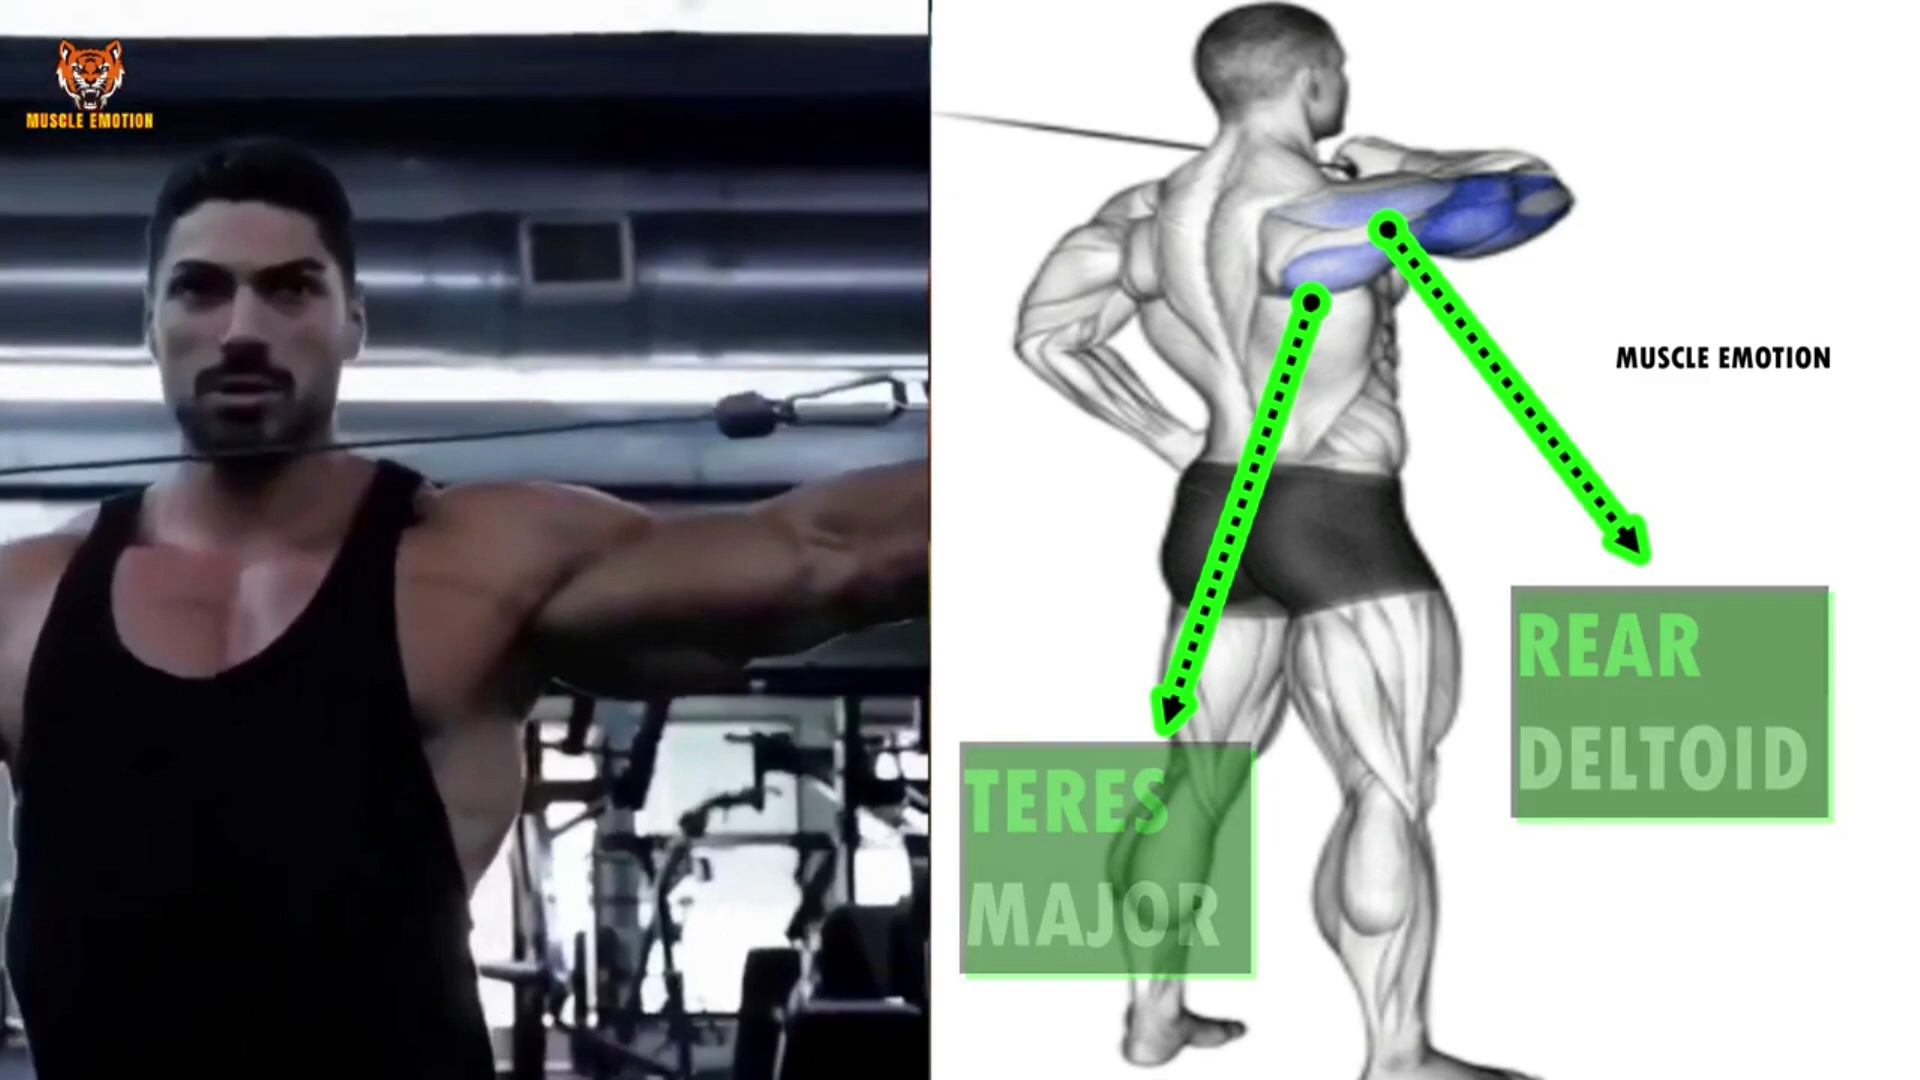 MUSCLE EMOTION
MUSCLE EMOTION
REAR
DELTOID
TERES
MAJOR